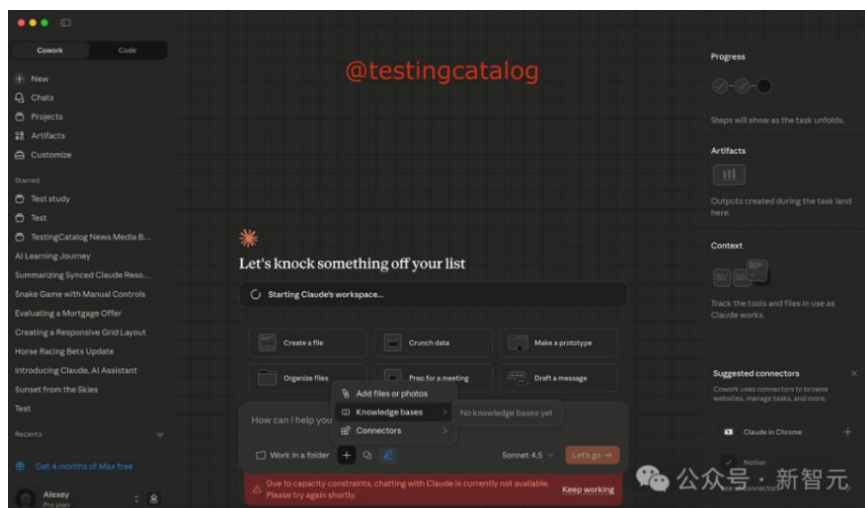 Cowork
Code
New
Chats
Projects
Artifacts
Customize
Starred
Test study
Test
TestingCatalog News Media B...
AI Learning Journey
Summarizing Synced Claude Reso...
Snake Game with Manual Controls
Evaluating a Mortgage Offer
Creating a Responsive Grid Layout
Horse Racing Bets Update
Introducing Claude, AI Assistant
Sunset from the Skies
Test
Recents
Get 4 months of Max free
Alexey
Pro plan
@testingcatalog
Let's knock something off your list
Starting Claude's workspace...
Create a file
Crunch data
Make a prototype
Organize files
Prep for a meeting
Draft a message
Add files or photos
Knowledge bases
No knowledge bases yet
Connectors
How can I help you
Work in a folder
Sonnet 4.5
Let's go →
Due to capacity constraints, chatting with Claude is currently not available.
Please try again shortly.
Keep working
Progress
Steps will show as the task unfolds.
Artifacts
Outputs created during the task land
here.
Context
Track the tools and files in use as
Claude works.
Suggested connectors
Cowork uses connectors to browse
websites, manage tasks, and more.
Claude in Chrome
Notion
公众号 · 新智元